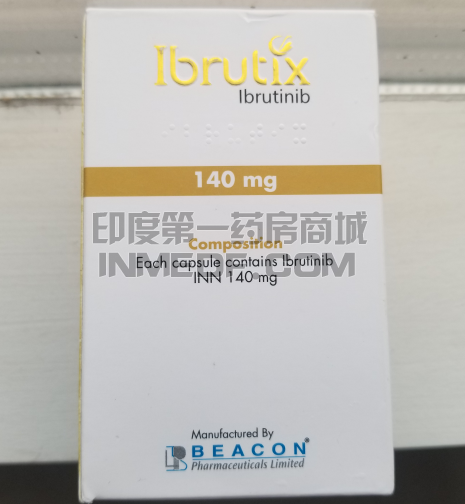 Ibrutix
Ibrutinib
140 mg
印度第一药房商城
Composition
INMEDF.COM
Each capsule contains Ibrutinib
INN 140 mg
Manufactured By
BEACON®
Pharmaceuticals Limited